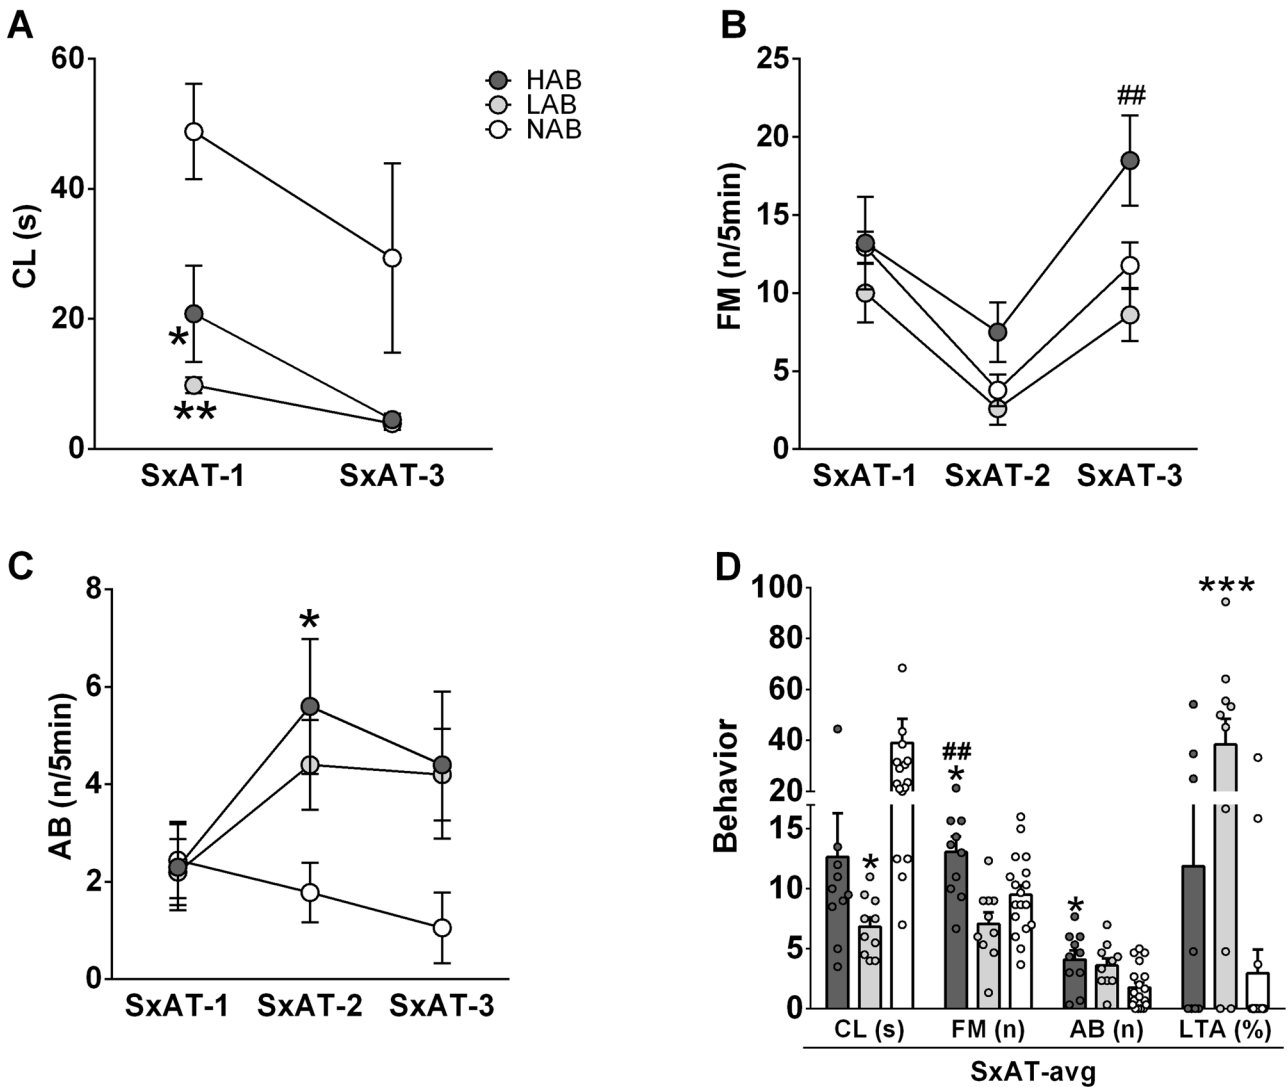 A
CL (s)
60
40
20
0
*
**
SxAT-1 SxAT-3
HAB
LAB
NAB
B
FM (n/5min)
25
20
15
10
5
0
##
SxAT-1 SxAT-2 SxAT-3
C
AB (n/5min)
8
6
4
2
0
*
SxAT-1 SxAT-2 SxAT-3
D
Behavior
100
80
60
40
20
15
10
5
0
*
##
*
*
***
CL (s) FM (n) AB (n) LTA (%)
SxAT-avg